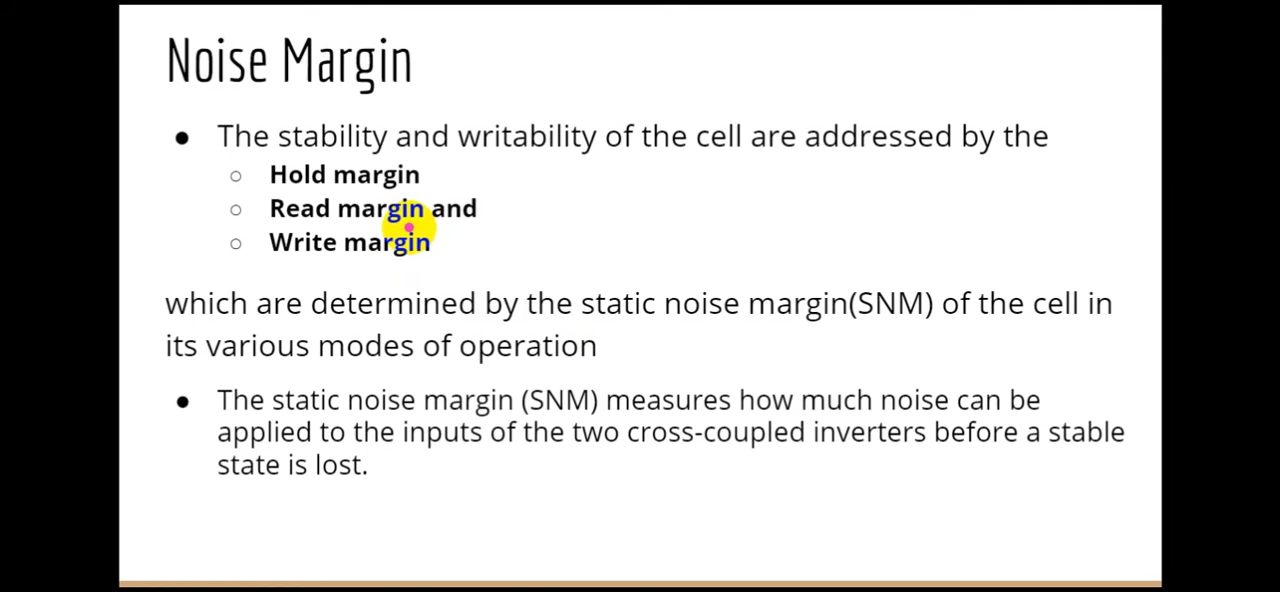 Noise Margin
● The stability and writability of the cell are addressed by the
○ Hold margin
○ Read margin and
○ Write margin
which are determined by the static noise margin(SNM) of the cell in
its various modes of operation
● The static noise margin (SNM) measures how much noise can be
applied to the inputs of the two cross-coupled inverters before a stable
state is lost.